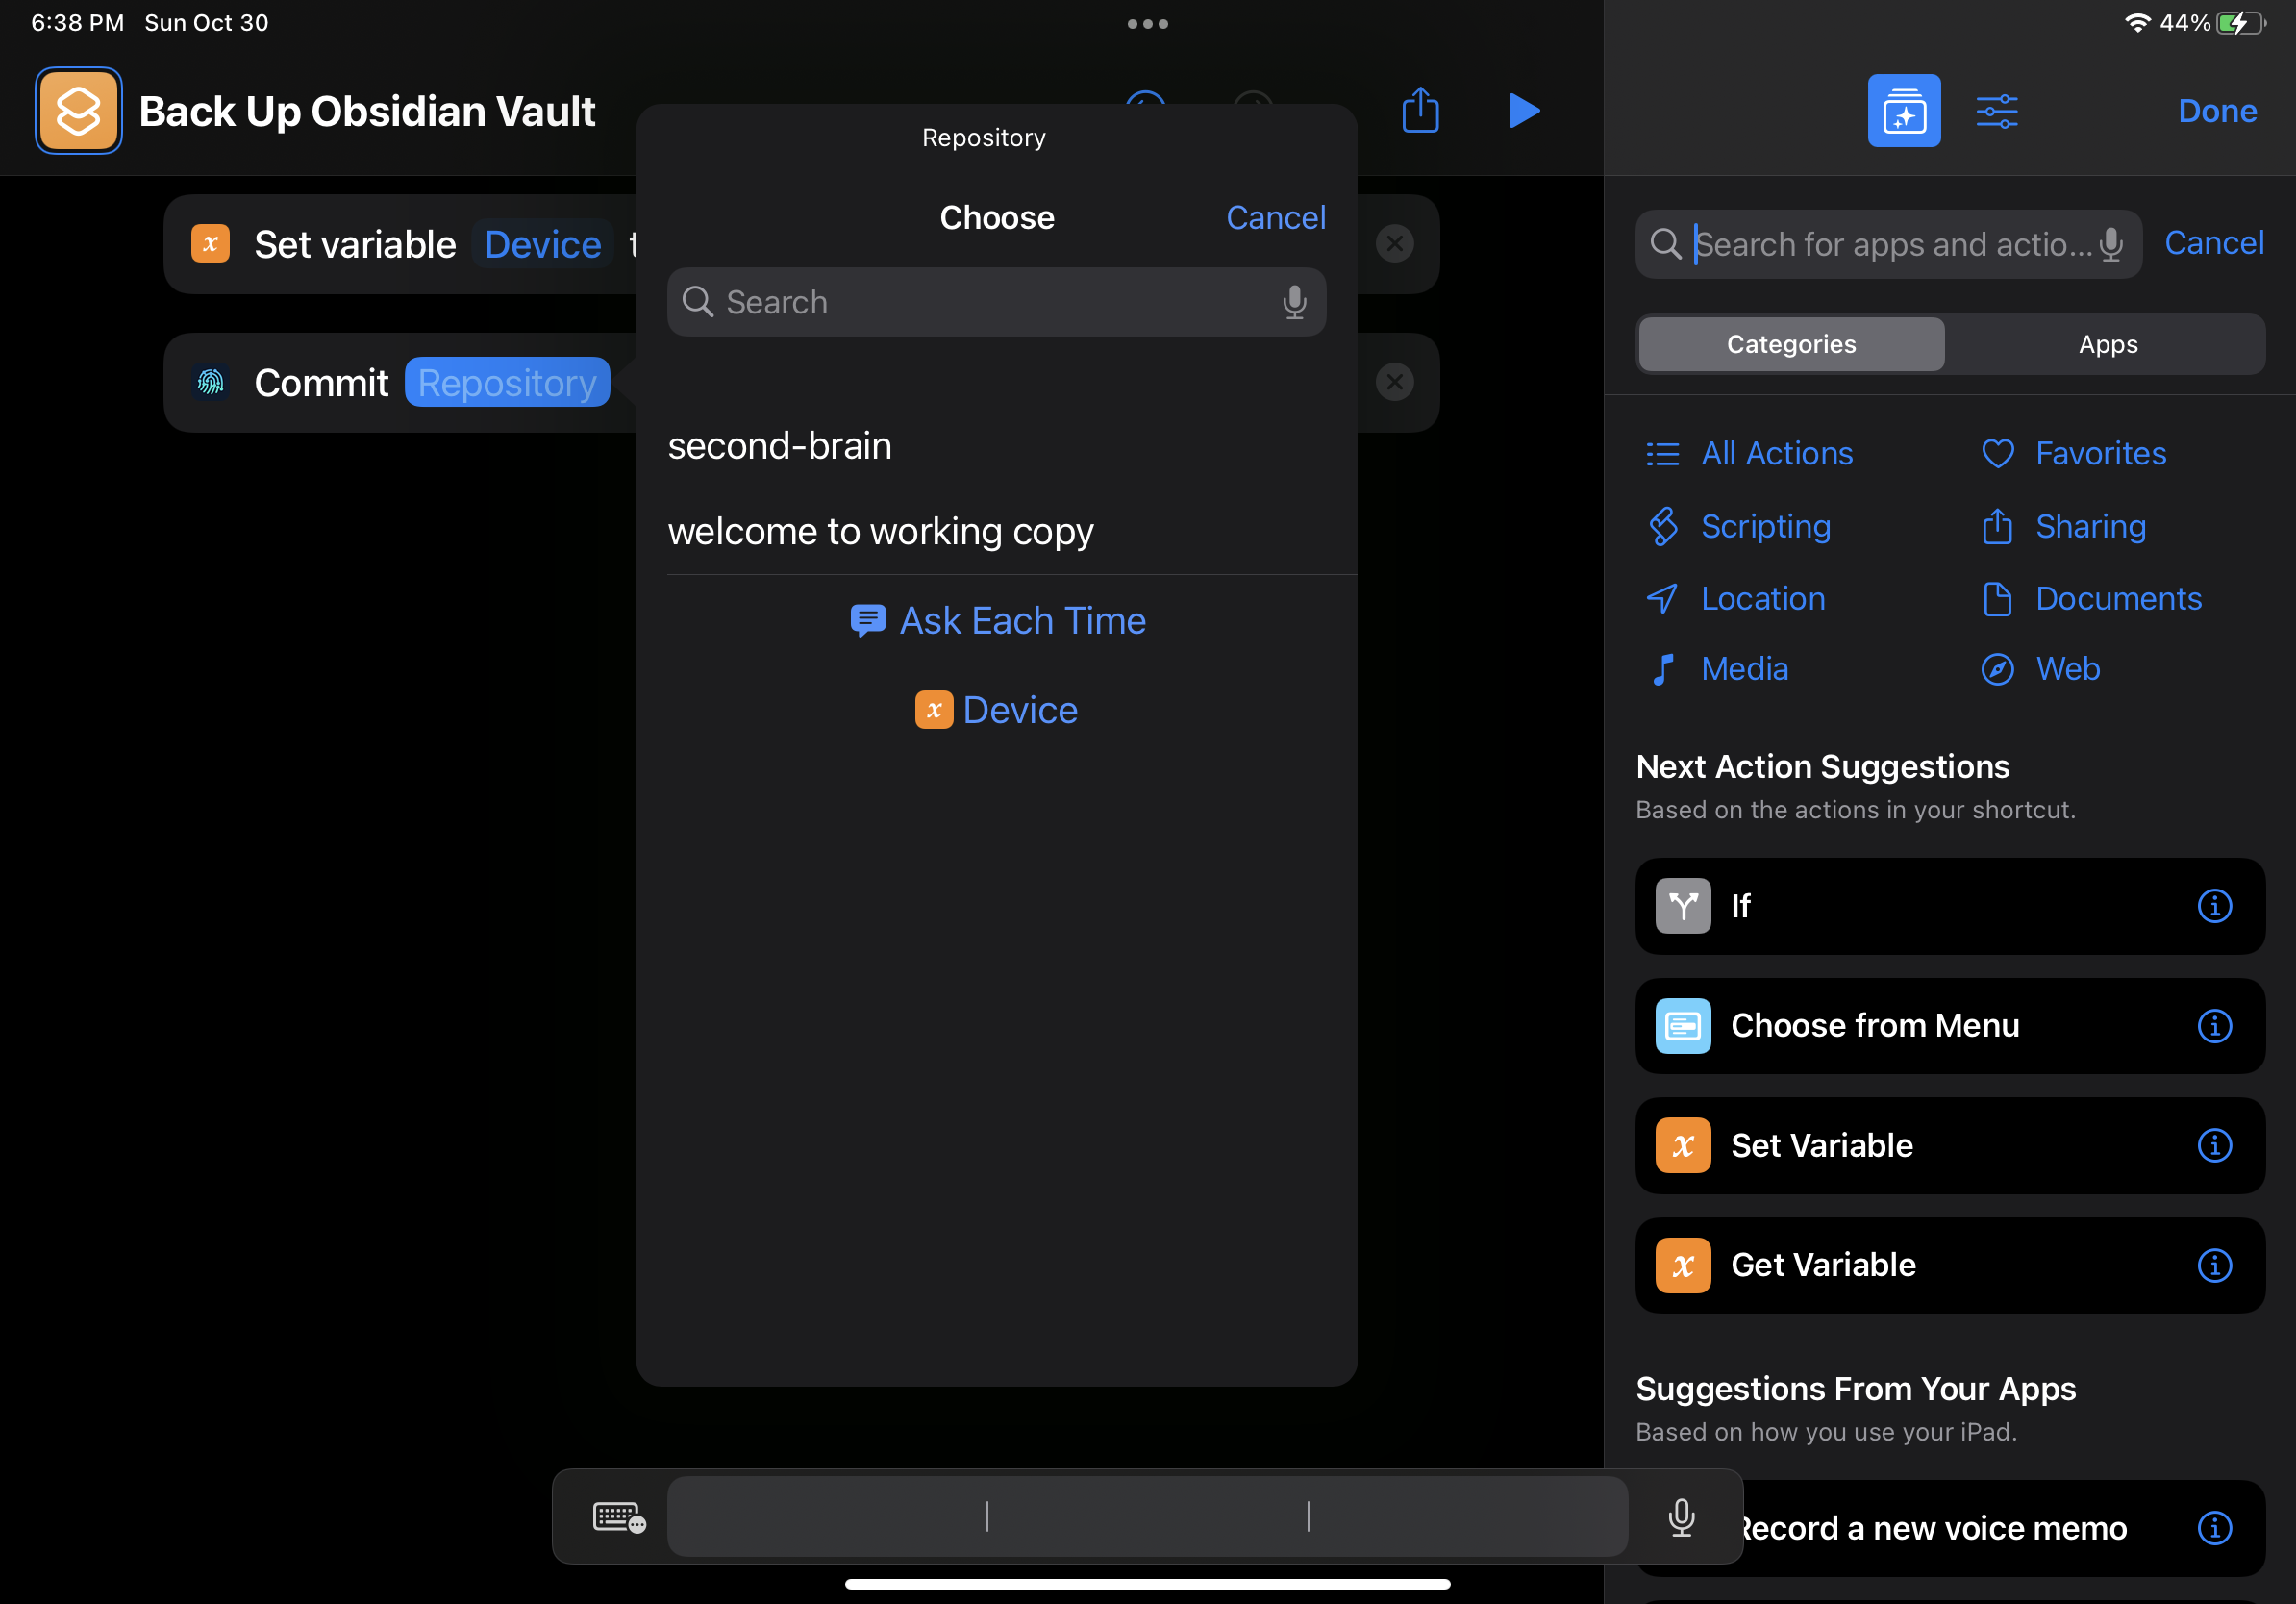 6:38 PM Sun Oct 30
44%
Back Up Obsidian Vault
Done
Set variable Device
Commit Repository
Repository
Choose
Cancel
Search
second-brain
welcome to working copy
Ask Each Time
Device
Search for apps and actio...
Cancel
Categories
Apps
All Actions
Favorites
Scripting
Sharing
Location
Documents
Media
Web
Next Action Suggestions
Based on the actions in your shortcut.
If
Choose from Menu
Set Variable
Get Variable
Suggestions From Your Apps
Based on how you use your iPad.
Record a new voice memo